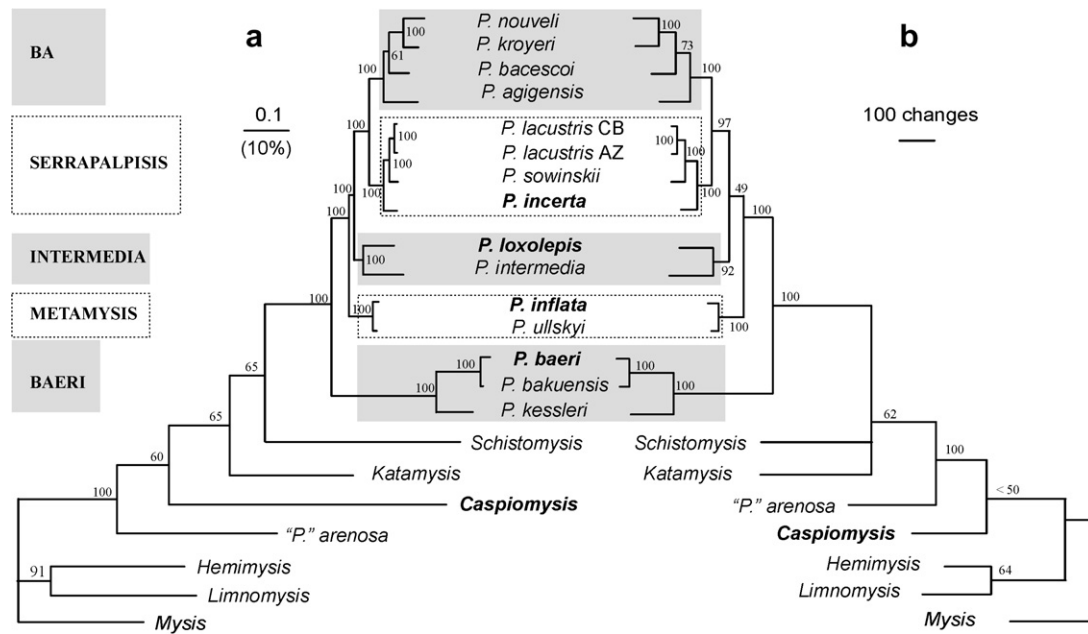 BA
SERRAPALPISIS
INTERMEDIA
METAMYSIS
BAERI
a
0.1
(10%)
b
100 changes
P. nouveli
P. kroyeri
P. bacescoi
P. agigensis
P. lacustris CB
P. lacustris AZ
P. sowinskii
P. incerta
P. loxolepis
P. intermedia
P. inflata
P. ullskyi
P. baeri
P. bakuensis
P. kessleri
Schistomysis
Katamysis
Caspiomysis
“P.” arenosa
Hemimysis
Limnomysis
Mysis
Schistomysis
Katamysis
“P.” arenosa
Caspiomysis
Hemimysis
Limnomysis
Mysis
100
61
100
100
100
100
100
100
100
100
100
100
100
100
100
65
65
60
100
91
100
73
100
97
100
100
100
49
92
100
100
100
100
100
62
100
<50
64